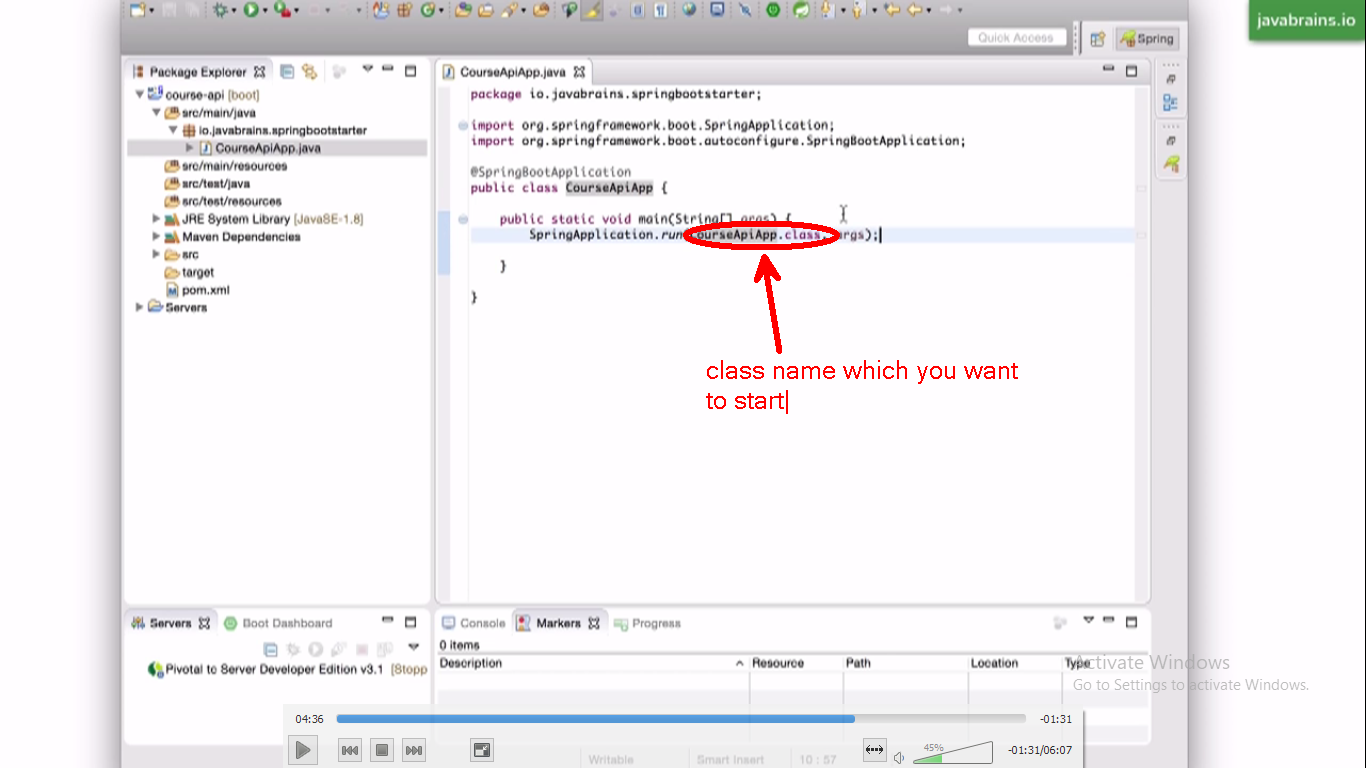 javabrains.io
Quick Access
Spring
Package Explorer
course-api [boot]
src/main/java
io.javabrains.springbootstarter
CourseApiApp.java
src/main/resources
src/test/java
src/test/resources
JRE System Library [JavaSE-1.8]
Maven Dependencies
src
target
pom.xml
Servers
CourseApiApp.java
package io.javabrains.springbootstarter;
import org.springframework.boot.SpringApplication;
import org.springframework.boot.autoconfigure.SpringBootApplication;
@SpringBootApplication
public class CourseApiApp {
public static void main(String[] args) {
SpringApplication.run(CourseApiApp.class, args);
}
}
class name which you want
to start
Servers
Boot Dashboard
Pivotal tc Server Developer Edition v3.1 [Stopp
Console
Markers
Progress
0 items
Description Resource Path Location Type
Activate Windows
Go to Settings to activate Windows.
04:36
-01:31
45%
-01:31/06:07
Writable
Smart Insert
10 : 57